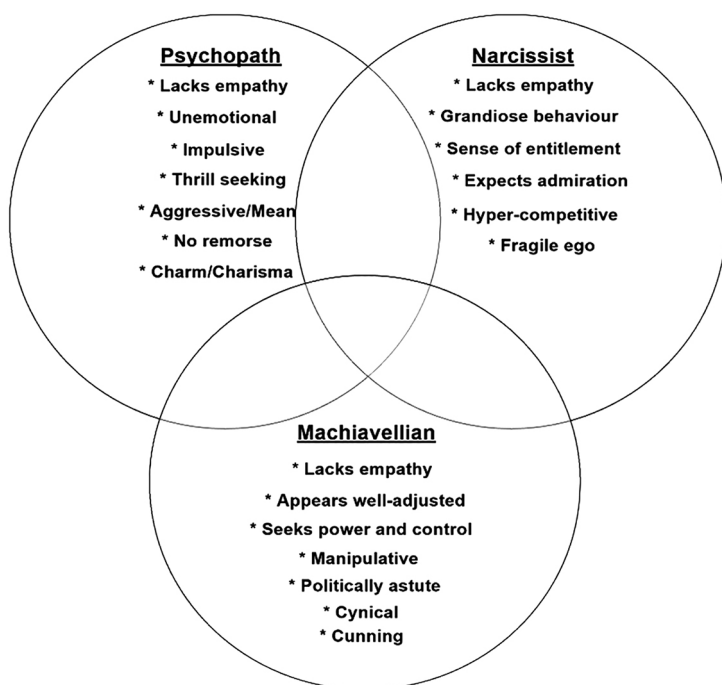 Psychopath
* Lacks empathy
* Unemotional
* Impulsive
* Thrill seeking
* Aggressive/Mean
* No remorse
* Charm/Charisma
Narcissist
* Lacks empathy
* Grandiose behaviour
* Sense of entitlement
* Expects admiration
* Hyper-competitive
* Fragile ego
Machiavellian
* Lacks empathy
* Appears well-adjusted
* Seeks power and control
* Manipulative
* Politically astute
* Cynical
* Cunning